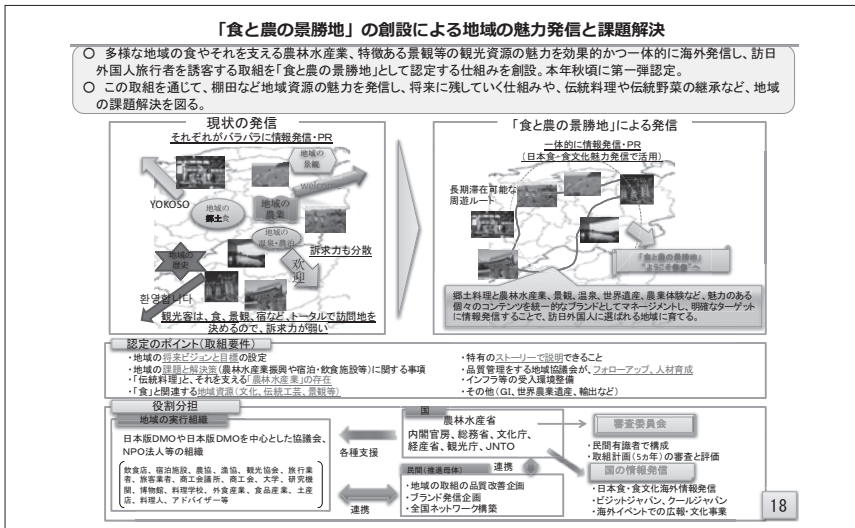 「食と農の景勝地」の創設による地域の魅力発信と課題解決
○ 多様な地域の食やそれを支える農林水産業、特徴ある景観等の観光資源の魅力を効果的かつ一体的に海外発信し、訪日
外国人旅行者を誘客する取組を「食と農の景勝地」として認定する仕組みを創設。本年秋頃に第一弾認定。
○ この取組を通じて、棚田など地域資源の魅力を発信し、将来に残していく仕組みや、伝統料理や伝統野菜の継承など、地域
の課題解決を図る。
現状の発信
それぞれがバラバラに情報発信・PR
地域の
景観
welcome
YOKOSO
地域の
郷土食
地域の
農業
地域の
温泉・農泊
訴求力も分散
地域の
歴史
欢
迎
환영합니다
観光客は、食、景観、宿など、トータルで訪問地を
決めるので、訴求力が弱い
「食と農の景勝地」による発信
一体的に情報発信・PR
(日本食・食文化魅力発信で活用)
長期滞在可能な
周遊ルート
「食と農の景勝地」
郷土料理と農林水産業、景観、温泉、世界遺産、農業体験など、魅力のある
個々のコンテンツを統一的なブランドとしてマネージメントし、明確なターゲット
に情報発信することで、訪日外国人に選ばれる地域に育てる。
認定のポイント(取組要件)
・地域の将来ビジョンと目標の設定
・地域の課題と解決策(農林水産業振興や宿泊・飲食施設等)に関する事項
・「伝統料理」と、それを支える「農林水産業」の存在
・「食」と関連する地域資源(文化、伝統工芸、景観等)
・特有のストーリーで説明できること
・品質管理をする地域協議会が、フォローアップ、人材育成
・インフラ等の受入環境整備
・その他(GI、世界農業遺産、輸出など)
役割分担
地域の実行組織
日本版DMOや日本版DMOを中心とした協議会、
NPO法人等の組織
飲食店、宿泊施設、農協、漁協、観光協会、旅行業
者、旅客業者、商工会議所、商工会、大学、研究機
関、博物館、料理学校、外食産業、食品産業、土産
店、料理人、アドバイザー等
各種支援
連携
国
農林水産省
内閣官房、総務省、文化庁、
経産省、観光庁、JNTO
連携
民間(推進母体)
・地域の取組の品質改善企画
・ブランド発信企画
・全国ネットワーク構築
審査委員会
・民間有識者で構成
・取組計画(5ヵ年)の審査と評価
国の情報発信
・日本食・食文化海外情報発信
・ビジットジャパン、クールジャパン
・海外イベントでの広報・文化事業
18